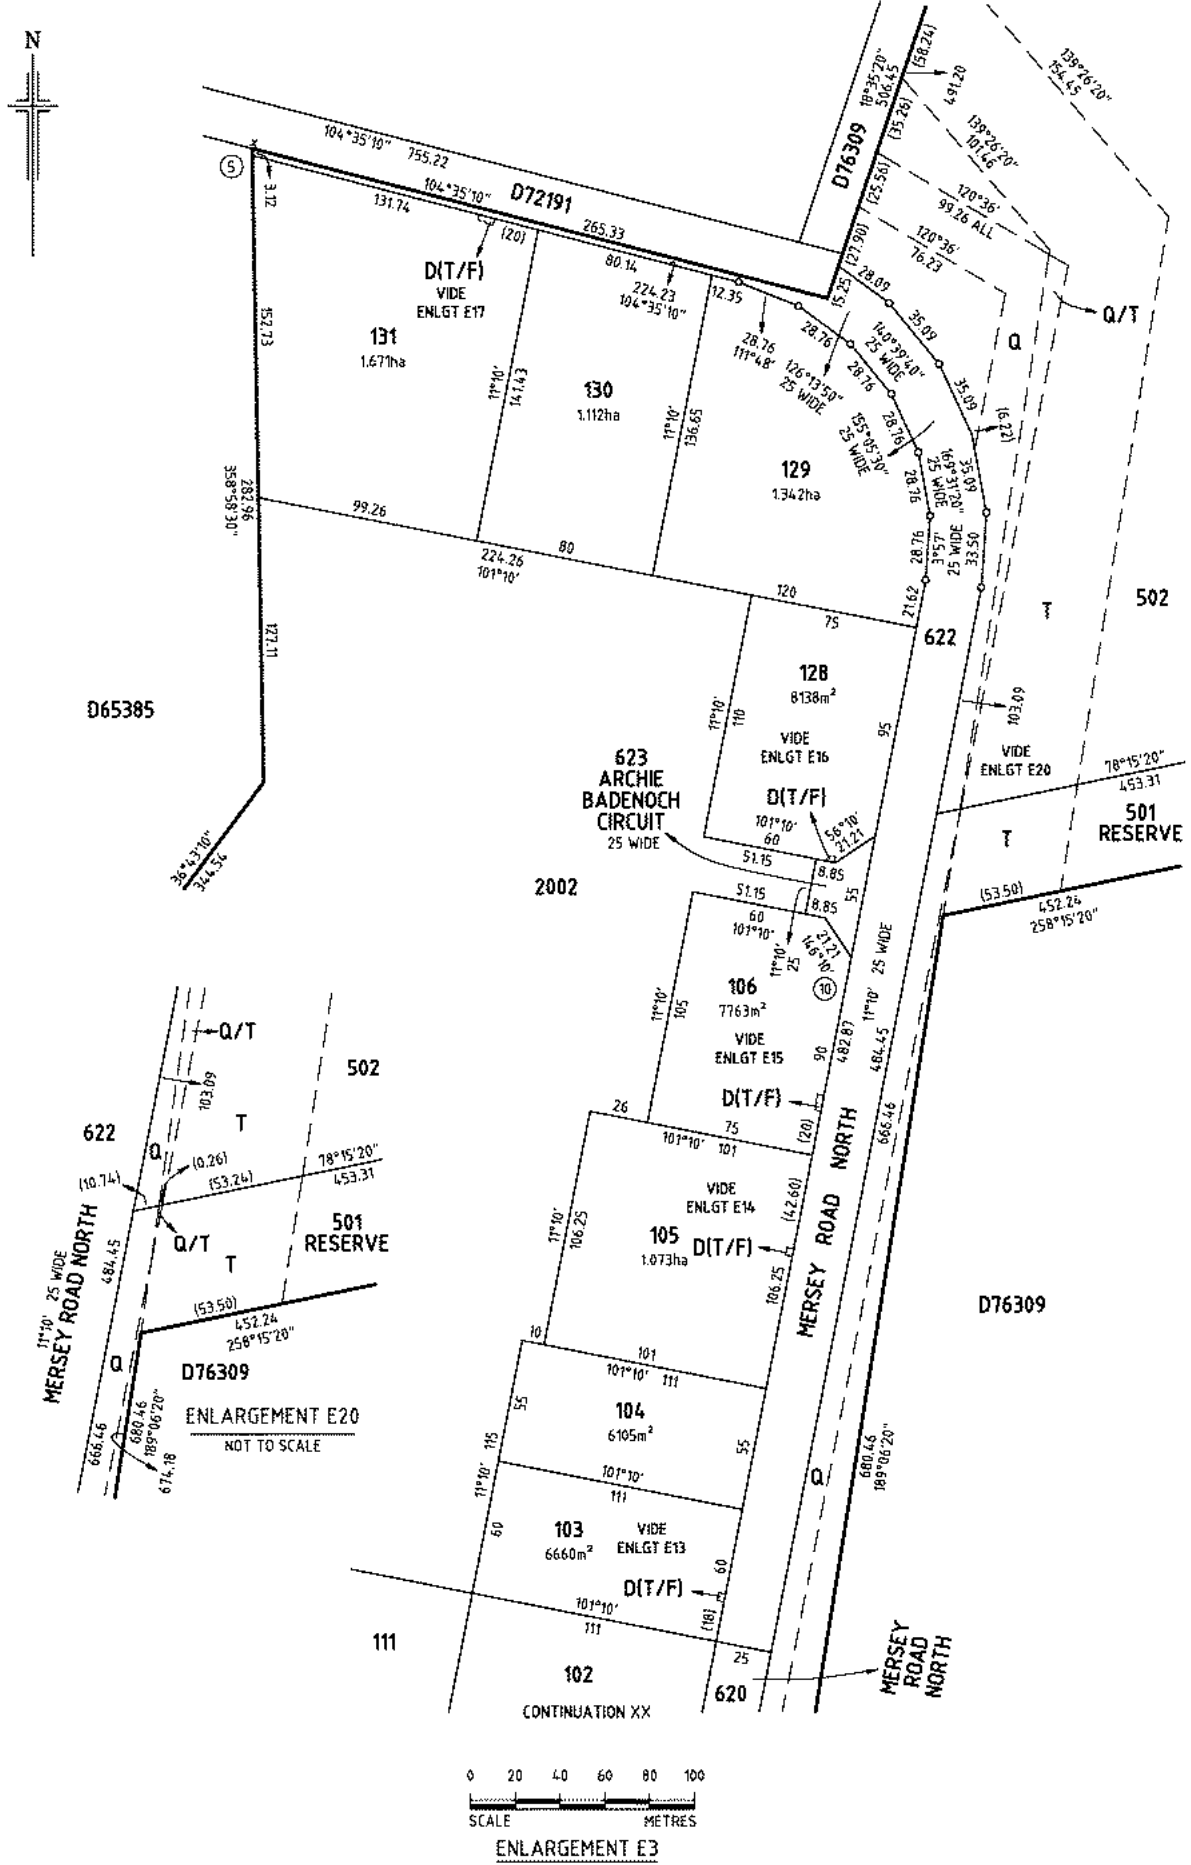 N
139°26'20"
154.45
(58.24)
491.20
18°35'20"
506.45
(35.26)
139°26'20"
101.46
D76309
(25.56)
120°36'
99.26 ALL
104°35'10"
755.22
5
3.12
104°35'10"
D72191
131.74
265.33
(20)
80.14
(27.90)
120°36'
76.23
28.09
15.25
D(T/F)
VIDE
ENLGT E17
224.23
104°35'10"
12.35
35.09
140°39'40"
25 WIDE
Q/T
Q
152.73
131
1.671ha
28.76
111°48'
28.76
126°13'50"
25 WIDE
28.76
35.09
(6.22)
11°10'
141.43
130
1.112ha
11°10'
136.65
28.76
155°05'30"
25 WIDE
129
1.342ha
28.76
169°31'20"
25 WIDE
35.09
282.96
358°58'30"
99.26
80
224.26
101°10'
28.76
3°57'
25 WIDE
33.50
120
75
21.62
622
T
502
127.11
D65385
128
8138m²
11°10'
110
95
103.09
VIDE
ENLGT E16
VIDE
ENLGT E20
78°15'20"
453.31
623
ARCHIE
BADENOCH
CIRCUIT
25 WIDE
D(T/F)
101°10'
60
56°10'
21.21
51.15
8.85
501
RESERVE
T
36°43'10"
344.54
2002
55
51.15
60
101°10'
8.85
(53.50)
452.24
258°15'20"
11°10'
25
21.21
146°10'
10
11°10' 25 WIDE
106
7763m²
11°10'
105
VIDE
ENLGT E15
90
482.87
484.45
666.46
D(T/F)
(20)
26
75
101°10'
101
Q/T
502
103.09
T
622
Q
(0.26)
(10.74)
(53.24)
78°15'20"
453.31
501
RESERVE
Q/T
T
484.45
11°10' 25 WIDE
MERSEY ROAD NORTH
(53.50)
452.24
258°15'20"
Q
D76309
666.46
680.46
189°06'20"
674.18
ENLARGEMENT E20
NOT TO SCALE
VIDE
ENLGT E14
(42.60)
11°10'
106.25
105
1.073ha
D(T/F)
106.25
MERSEY ROAD NORTH
D76309
10
101
101°10'
111
55
104
6105m²
55
115
11°10'
101°10'
111
Q
680.46
189°06'20"
60
103
6660m²
VIDE
ENLGT E13
60
D(T/F)
(18)
101°10'
111
25
111
102
CONTINUATION XX
620
MERSEY
ROAD
NORTH
0 20 40 60 80 100
SCALE METRES
ENLARGEMENT E3